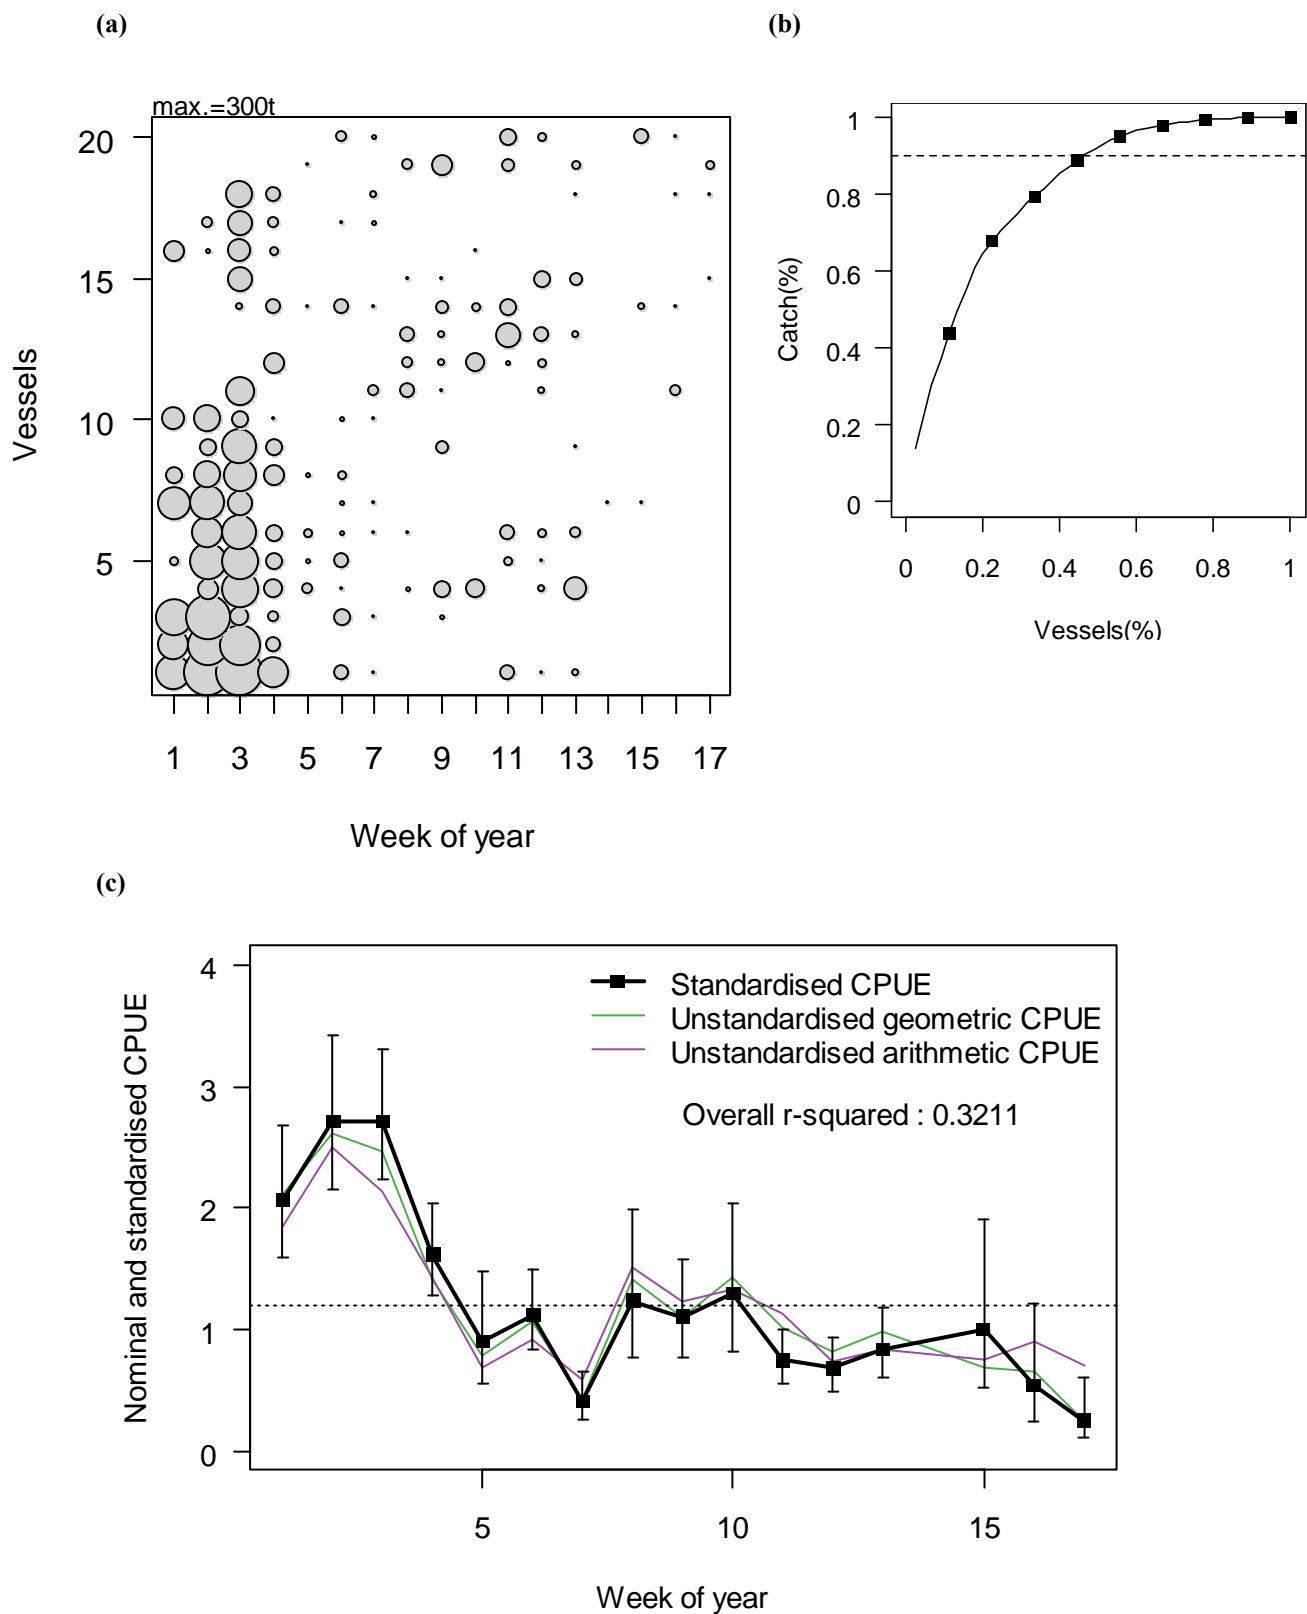 (a)
max.=300t
20
15
10
5
Vessels
1 3 5 7 9 11 13 15 17
Week of year
(b)
1
0.8
0.6
0.4
0.2
0
Catch(%)
0 0.2 0.4 0.6 0.8 1
Vessels(%)
(c)
4
3
2
1
0
Nominal and standardised CPUE
Standardised CPUE
Unstandardised geometric CPUE
Unstandardised arithmetic CPUE
Overall r-squared : 0.3211
5 10 15
Week of year